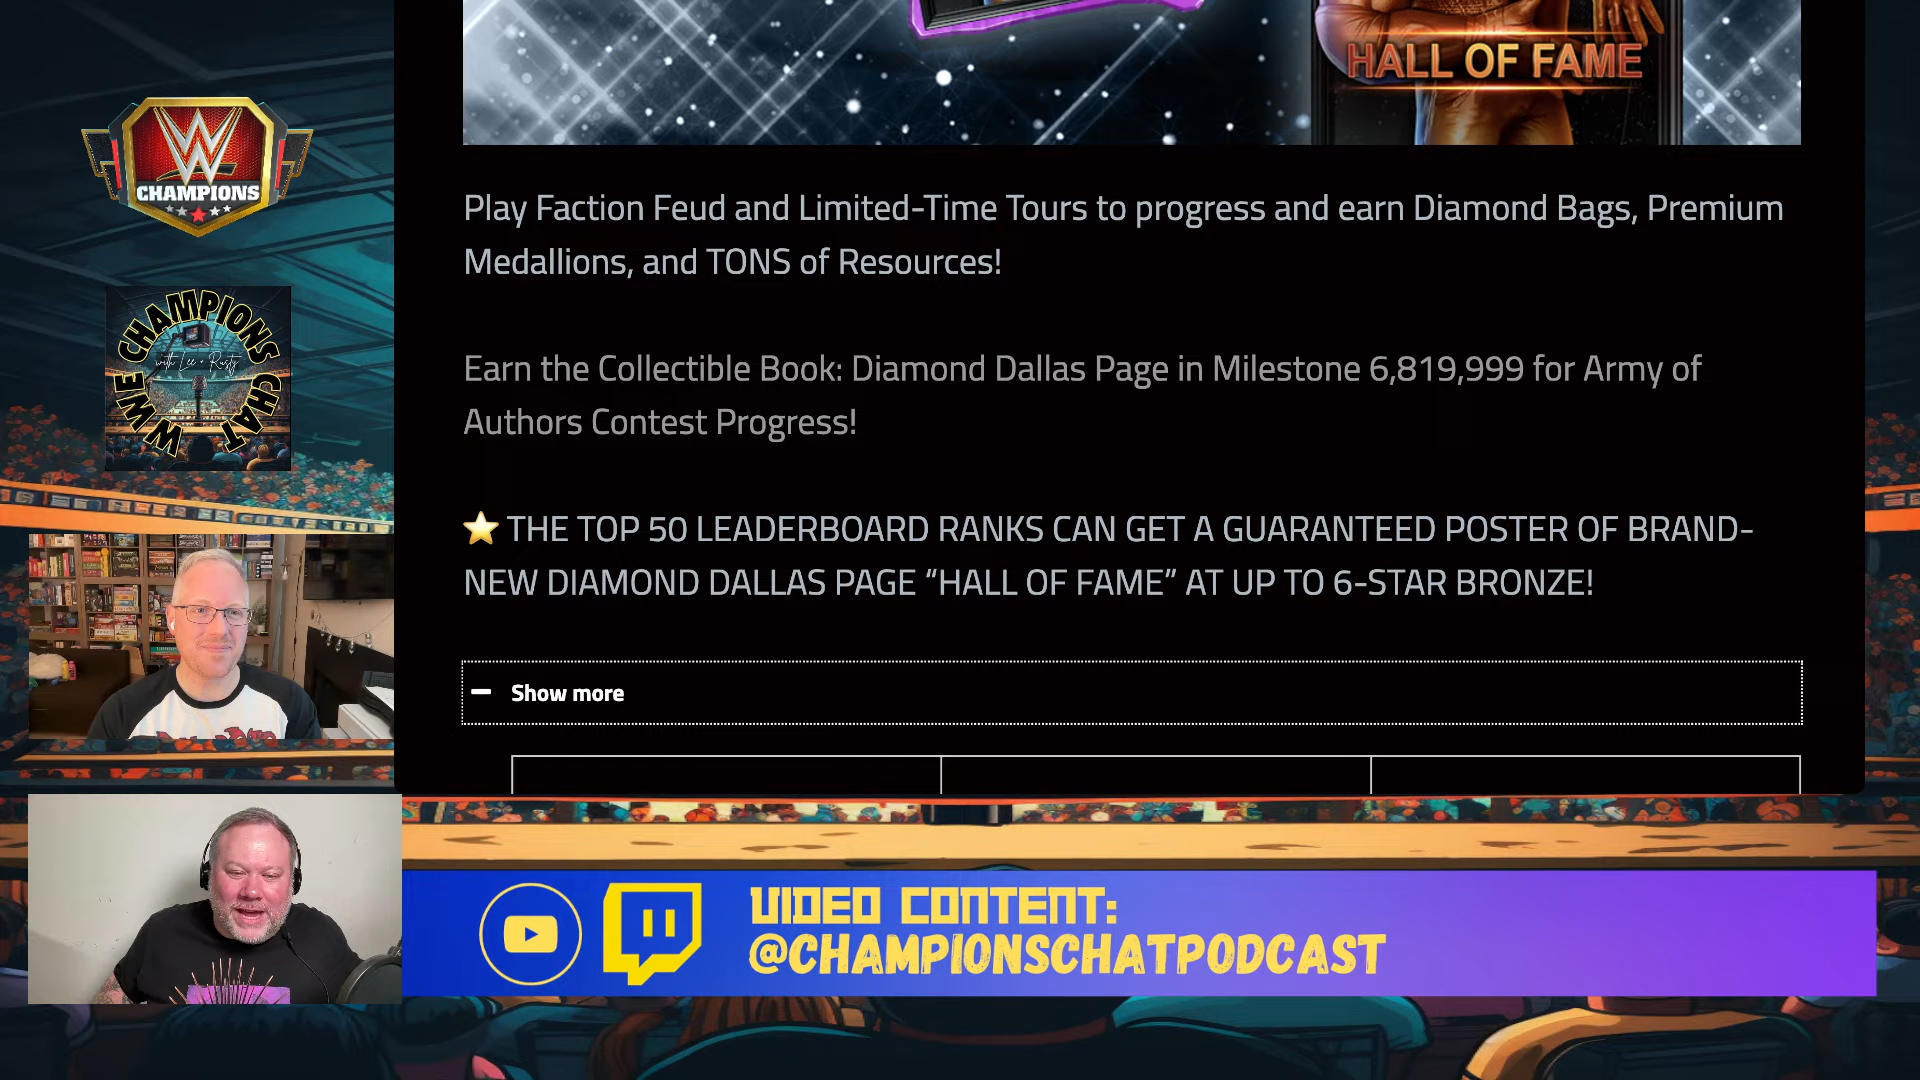 HALL OF FAME
W
CHAMPIONS
Play Faction Feud and Limited-Time Tours to progress and earn Diamond Bags, Premium
Medallions, and TONS of Resources!
WWE CHAMPIONS CHAT
with Lee + Rusty
Earn the Collectible Book: Diamond Dallas Page in Milestone 6,819,999 for Army of
Authors Contest Progress!
⭐ THE TOP 50 LEADERBOARD RANKS CAN GET A GUARANTEED POSTER OF BRAND-
NEW DIAMOND DALLAS PAGE “HALL OF FAME” AT UP TO 6-STAR BRONZE!
Show more
VIDEO CONTENT:
@CHAMPIONSCHATPODCAST